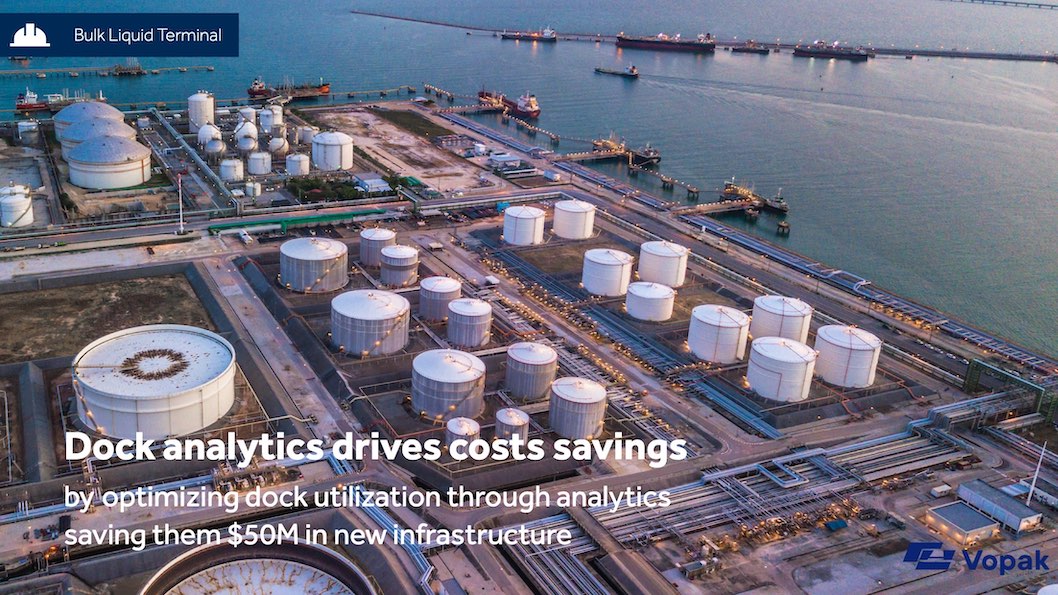 Bulk Liquid Terminal
Dock analytics drives costs savings
by optimizing dock utilization through analytics
saving them $50M in new infrastructure
Vopak